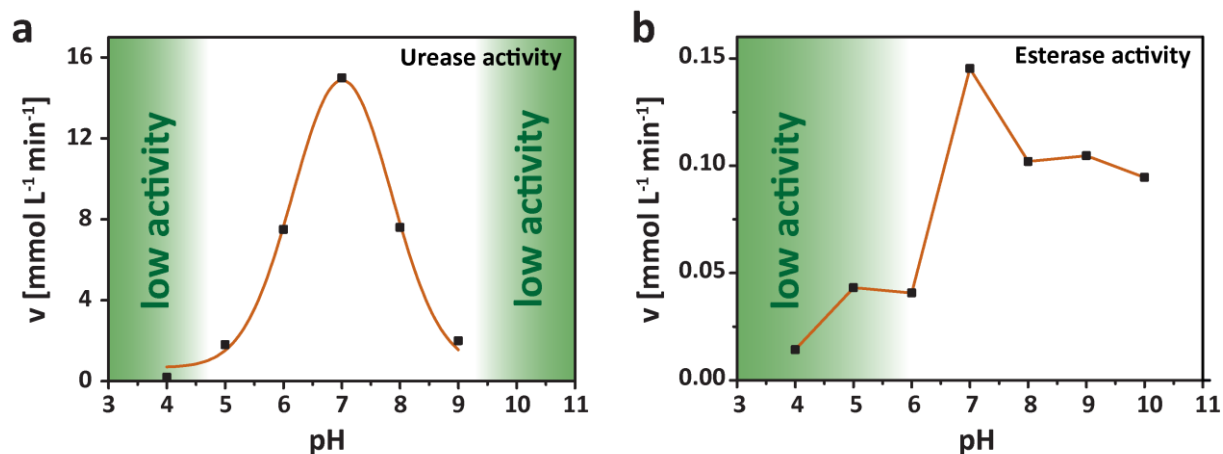 a
Urease activity
v [mmol L⁻¹ min⁻¹]
16
12
8
4
0
low activity
low activity
3 4 5 6 7 8 9 10 11
pH
b
Esterase activity
v [mmol L⁻¹ min⁻¹]
0.15
0.10
0.05
0.00
low activity
3 4 5 6 7 8 9 10 11
pH